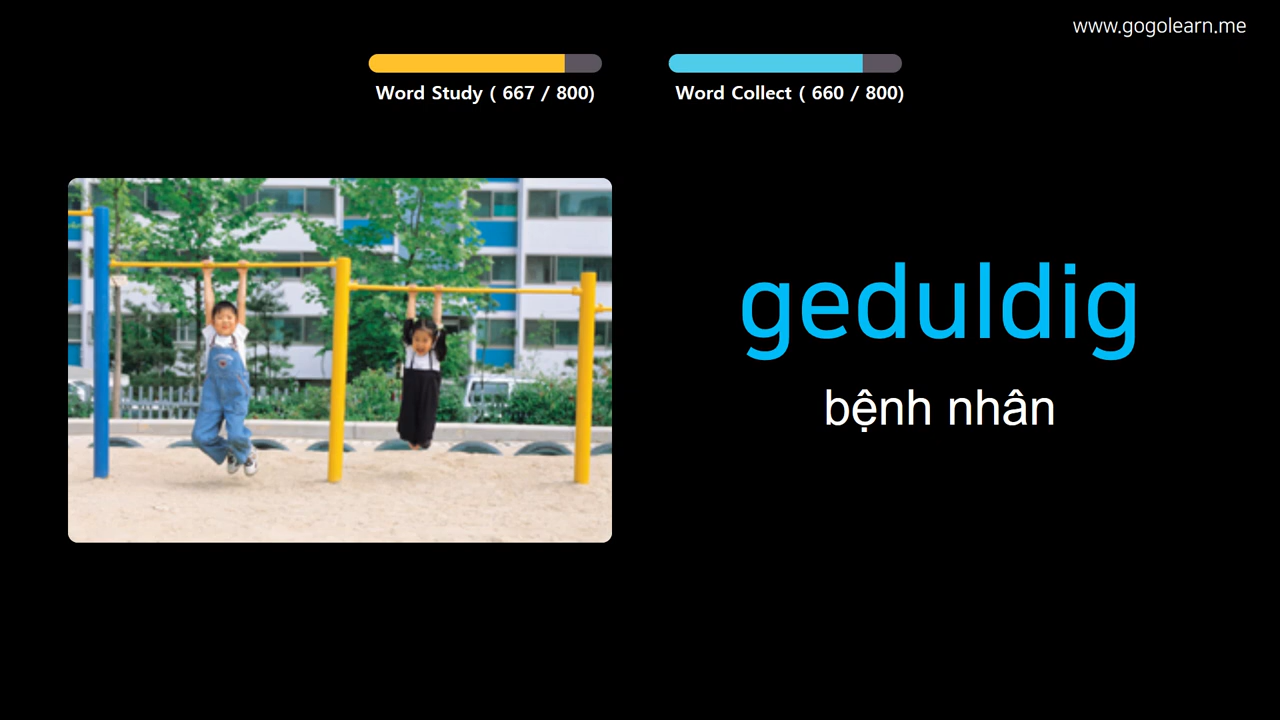 www.gogolearn.me
Word Study ( 667 / 800)
Word Collect ( 660 / 800)
geduldig
bệnh nhân